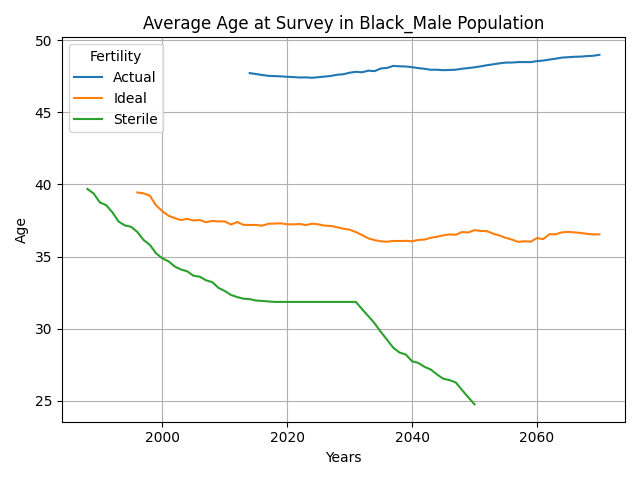 Average Age at Survey in Black_Male Population
Fertility
Actual
Ideal
Sterile
50
45
40
35
30
25
Age
2000
2020
2040
2060
Years